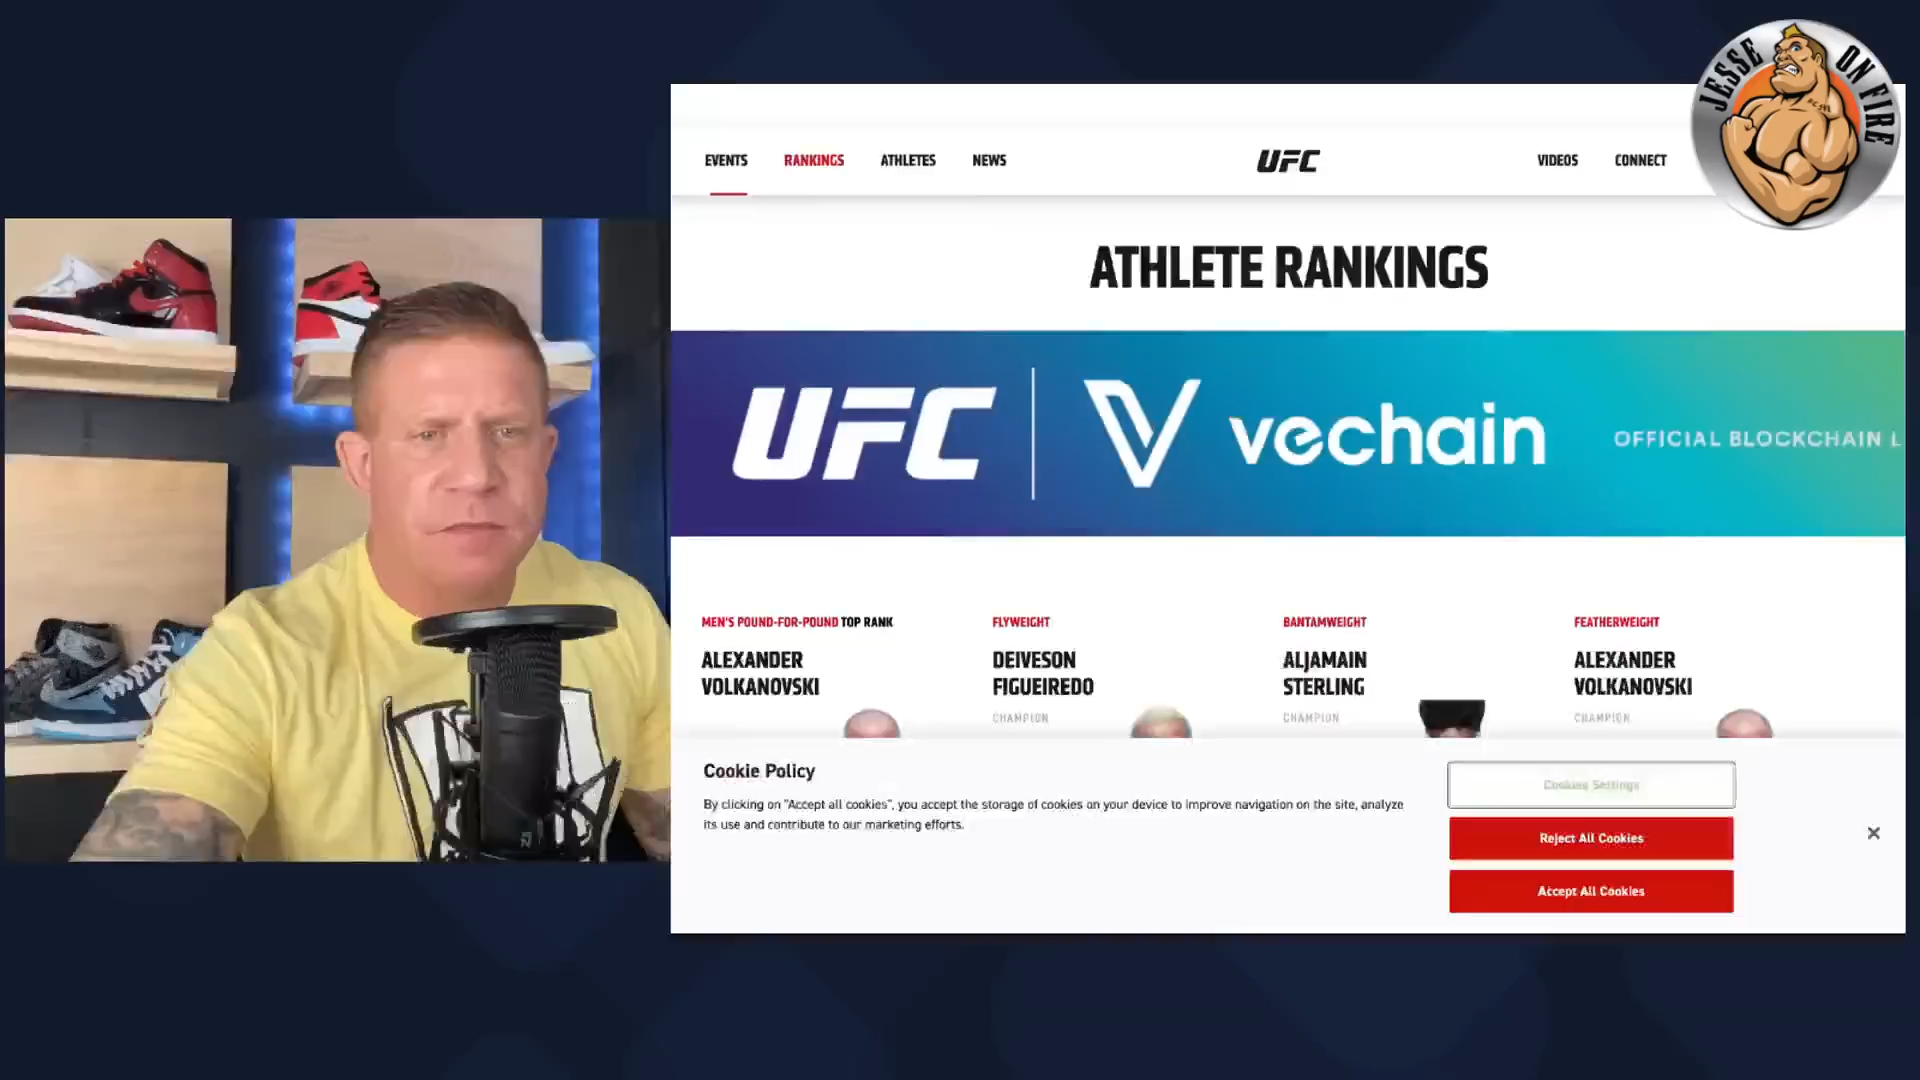 JESSE ON FIRE
EVENTS RANKINGS ATHLETES NEWS UFC VIDEOS CONNECT
ATHLETE RANKINGS
UFC vechain OFFICIAL BLOCKCHAIN L
MEN'S POUND-FOR-POUND TOP RANK
ALEXANDER
VOLKANOVSKI
FLYWEIGHT
DEIVESON
FIGUEIREDO
CHAMPION
BANTAMWEIGHT
ALJAMAIN
STERLING
CHAMPION
FEATHERWEIGHT
ALEXANDER
VOLKANOVSKI
CHAMPION
Cookie Policy
By clicking on "Accept all cookies", you accept the storage of cookies on your device to improve navigation on the site, analyze
its use and contribute to our marketing efforts.
Cookies Settings
Reject All Cookies
Accept All Cookies